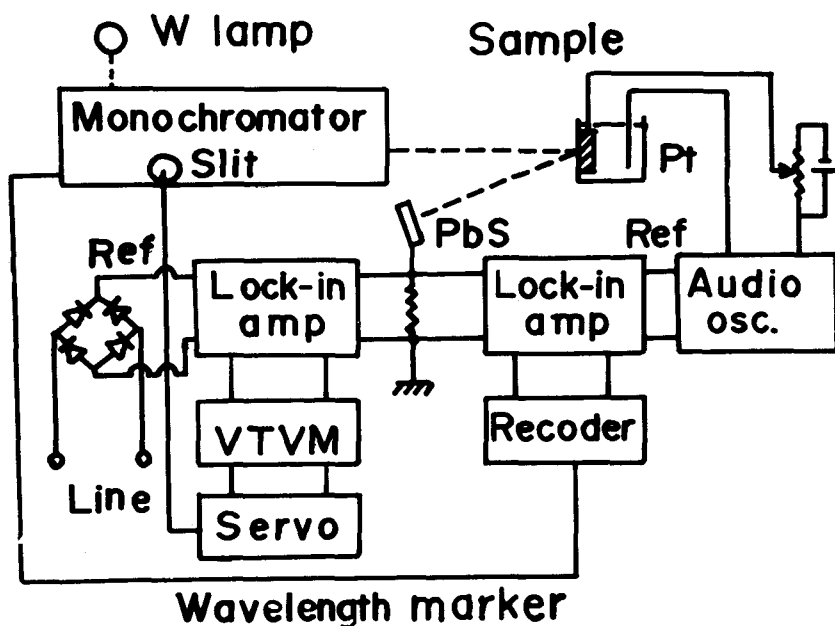 W lamp
Sample
Monochromator
Slit
Pt
PbS
Ref
Ref
Lock-in
amp
Lock-in
amp
Audio
osc.
VTVM
Recoder
Line
Servo
Wavelength marker